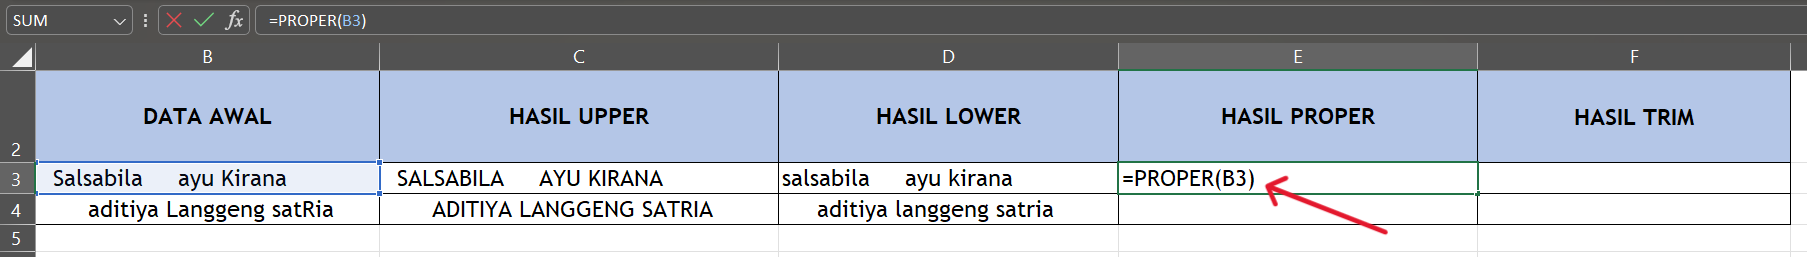 SUM =PROPER(B3)
B C D E F
2 DATA AWAL HASIL UPPER HASIL LOWER HASIL PROPER HASIL TRIM
3 Salsabila ayu Kirana SALSABILA AYU KIRANA salsabila ayu kirana =PROPER(B3)
4 aditiya Langgeng satRia ADITIYA LANGGENG SATRIA aditiya langgeng satria
5